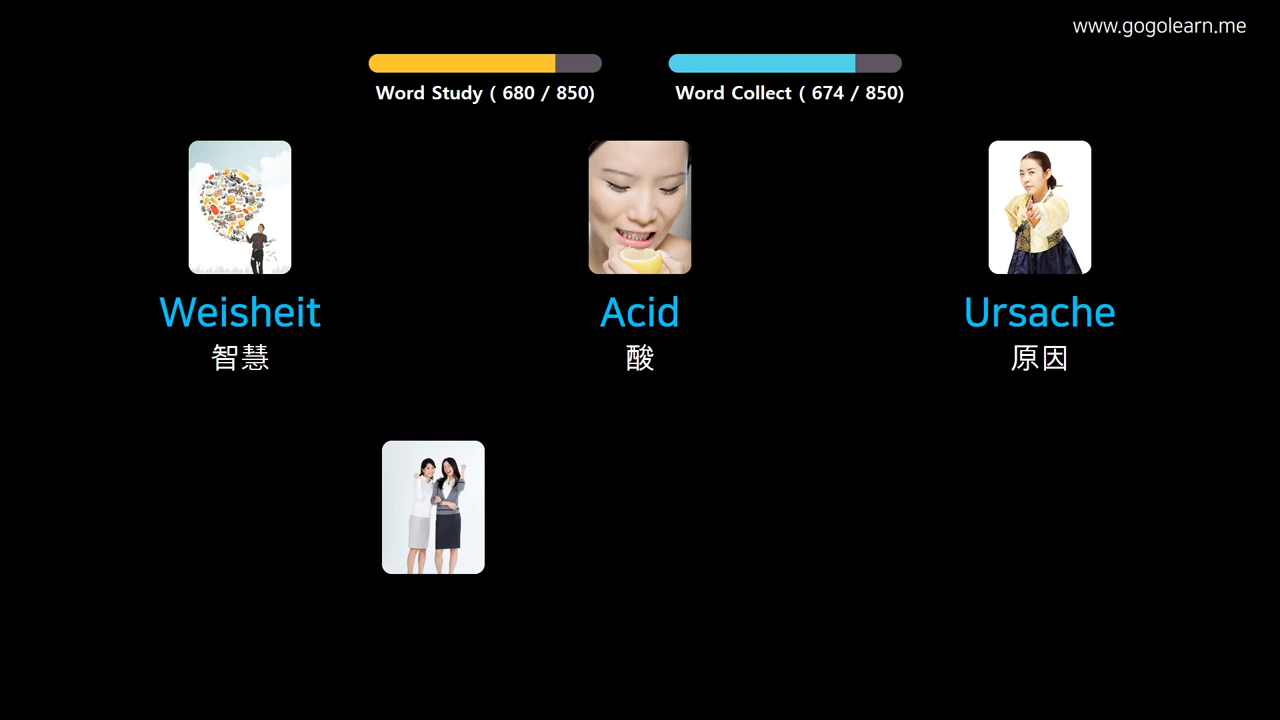 www.gogolearn.me
Word Study ( 680 / 850)
Word Collect ( 674 / 850)
Weisheit
Acid
Ursache
智慧
酸
原因